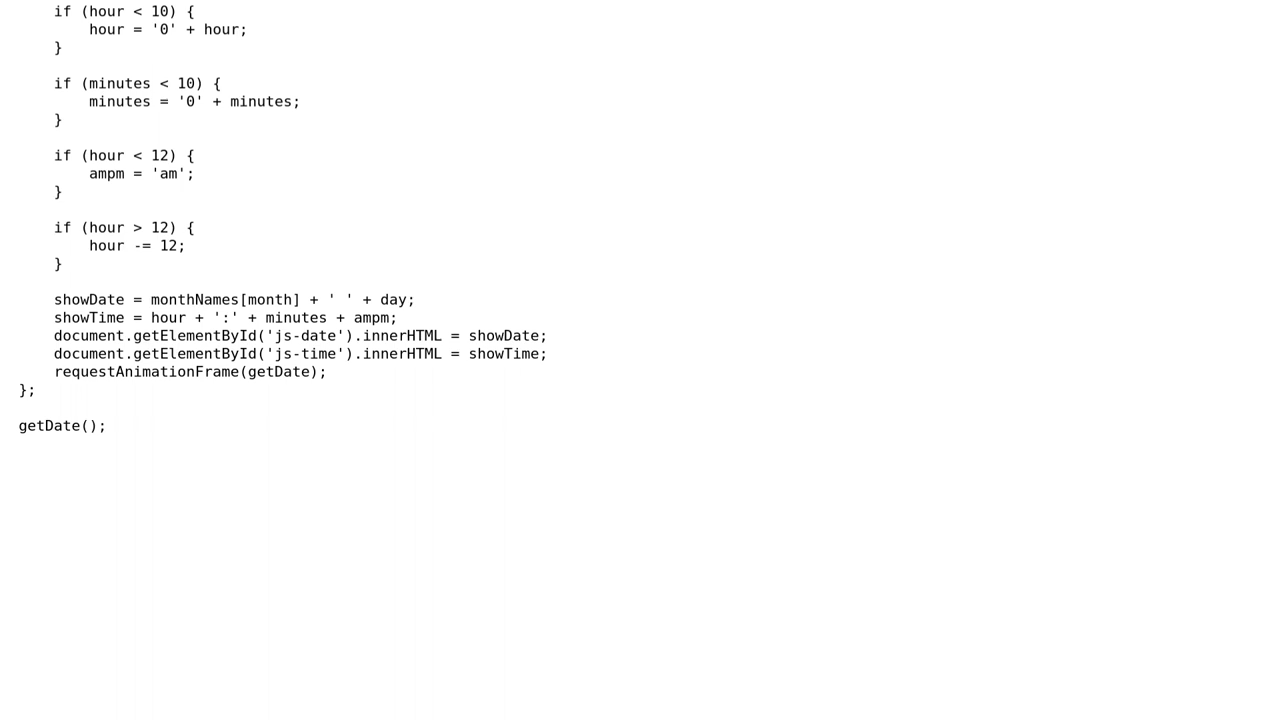 if (hour < 10) {
        hour = '0' + hour;
    }

    if (minutes < 10) {
        minutes = '0' + minutes;
    }

    if (hour < 12) {
        ampm = 'am';
    }

    if (hour > 12) {
        hour -= 12;
    }

    showDate = monthNames[month] + ' ' + day;
    showTime = hour + ':' + minutes + ampm;
    document.getElementById('js-date').innerHTML = showDate;
    document.getElementById('js-time').innerHTML = showTime;
    requestAnimationFrame(getDate);
};

getDate();